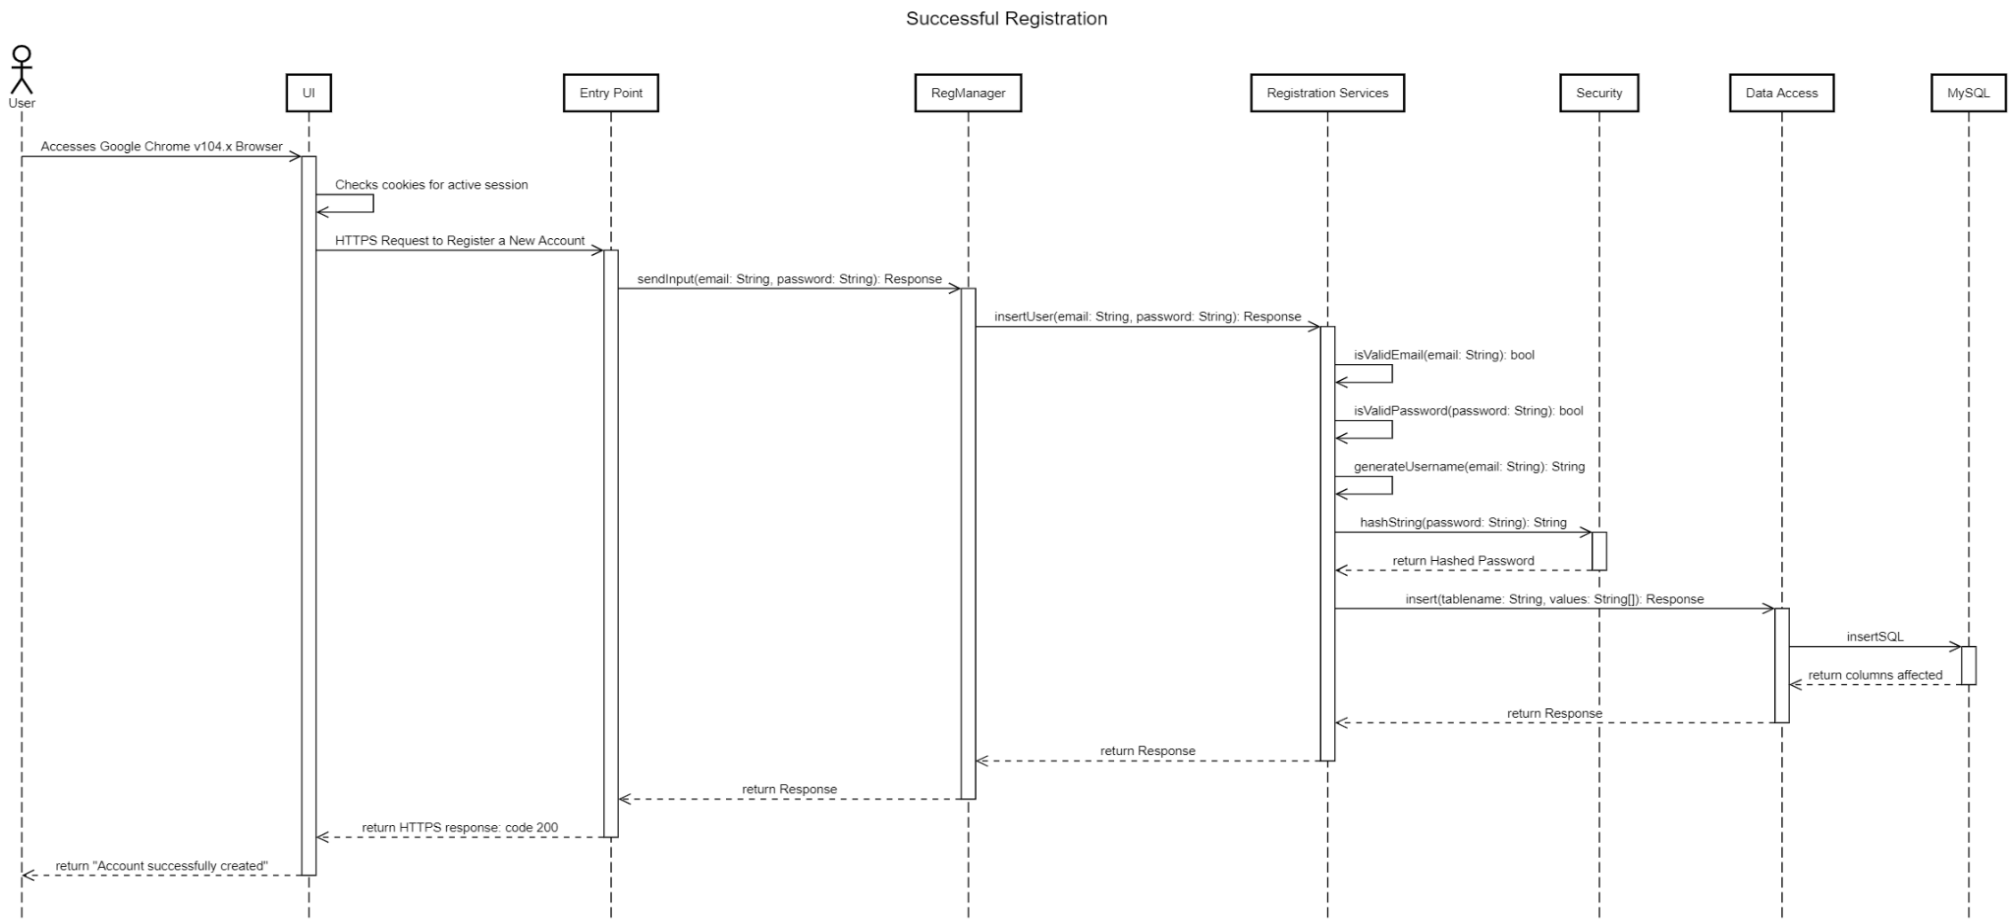 Successful Registration
User
UI
Entry Point
RegManager
Registration Services
Security
Data Access
MySQL
Accesses Google Chrome v104.x Browser
Checks cookies for active session
HTTPS Request to Register a New Account
sendInput(email: String, password: String): Response
insertUser(email: String, password: String): Response
isValidEmail(email: String): bool
isValidPassword(password: String): bool
generateUsername(email: String): String
hashString(password: String): String
return Hashed Password
insert(tablename: String, values: String[]): Response
insertSQL
return columns affected
return Response
return Response
return Response
return HTTPS response: code 200
return "Account successfully created"